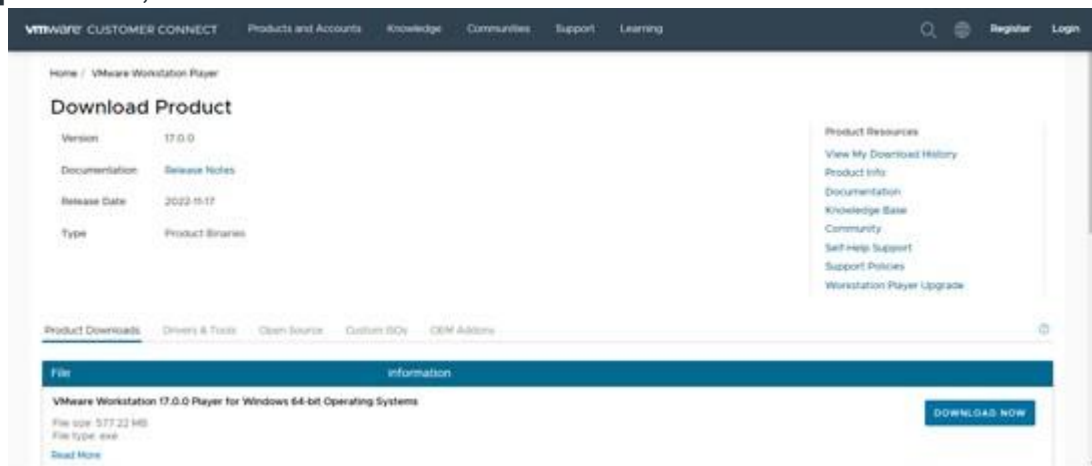 vmware CUSTOMER CONNECT Products and Accounts Knowledge Communities Support Learning Register Login
Home / VMware Workstation Player
Download Product
Version 17.0.0
Documentation Release Notes
Release Date 2022-11-17
Type Product Binaries
Product Resources
View My Download History
Product Info
Documentation
Knowledge Base
Community
Self-Help Support
Support Policies
Workstation Player Upgrade
Product Downloads Drivers & Tools Open Source Custom ISOs OEM Addons
File Information
VMware Workstation 17.0.0 Player for Windows 64-bit Operating Systems
File size: 577.22 MB
File type: exe
DOWNLOAD NOW
Read More